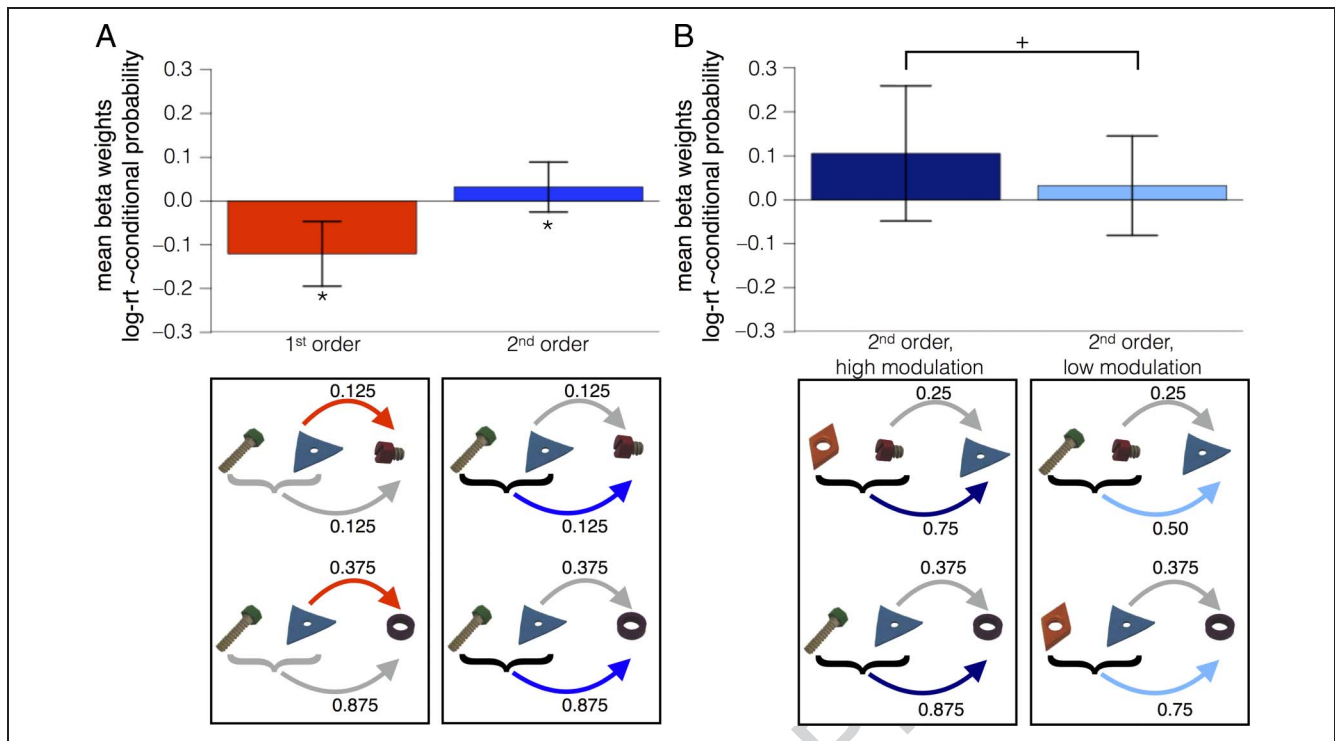 A
mean beta weights
log-rt ~conditional probability
0.3
0.2
0.1
0.0
−0.1
−0.2
−0.3
*
*
1st order
2nd order
0.125
0.125
0.375
0.875
0.125
0.125
0.375
0.875
B
mean beta weights
log-rt ~conditional probability
+
0.3
0.2
0.1
0.0
−0.1
−0.2
−0.3
2nd order,
high modulation
2nd order,
low modulation
0.25
0.75
0.375
0.875
0.25
0.50
0.375
0.75